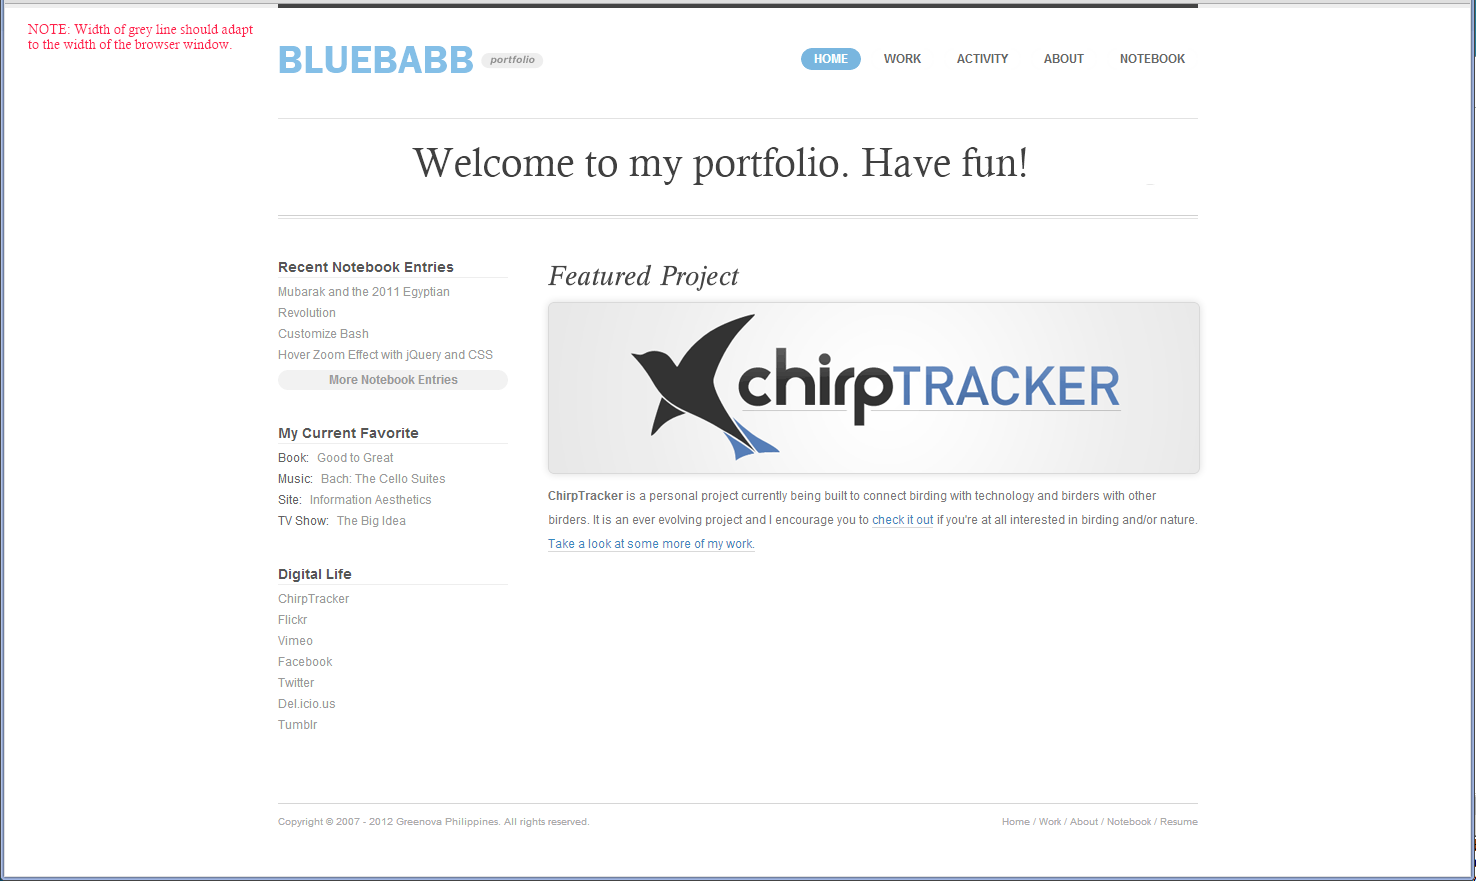 NOTE: Width of grey line should adapt
to the width of the browser window.
BLUEBABB portfolio
HOME WORK ACTIVITY ABOUT NOTEBOOK
Welcome to my portfolio. Have fun!
Recent Notebook Entries
Mubarak and the 2011 Egyptian
Revolution
Customize Bash
Hover Zoom Effect with jQuery and CSS
More Notebook Entries
My Current Favorite
Book: Good to Great
Music: Bach: The Cello Suites
Site: Information Aesthetics
TV Show: The Big Idea
Digital Life
ChirpTracker
Flickr
Vimeo
Facebook
Twitter
Del.icio.us
Tumblr
Featured Project
chirpTRACKER
ChirpTracker is a personal project currently being built to connect birding with technology and birders with other
birders. It is an ever evolving project and I encourage you to check it out if you're at all interested in birding and/or nature.
Take a look at some more of my work.
Copyright © 2007 - 2012 Greenova Philippines. All rights reserved.
Home / Work / About / Notebook / Resume